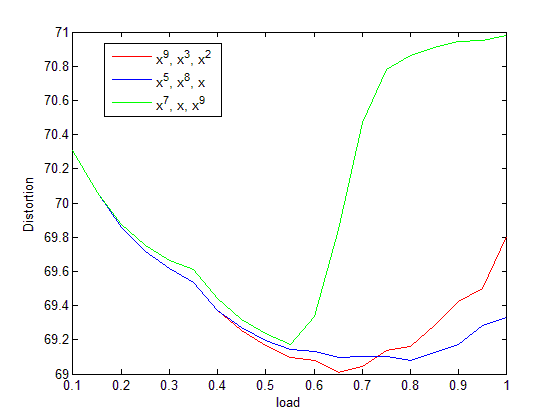 71
70.8
70.6
70.4
70.2
70
69.8
69.6
69.4
69.2
69
Distortion
x⁹, x³, x²
x⁵, x⁸, x
x⁷, x, x⁹
0.1 0.2 0.3 0.4 0.5 0.6 0.7 0.8 0.9 1
load